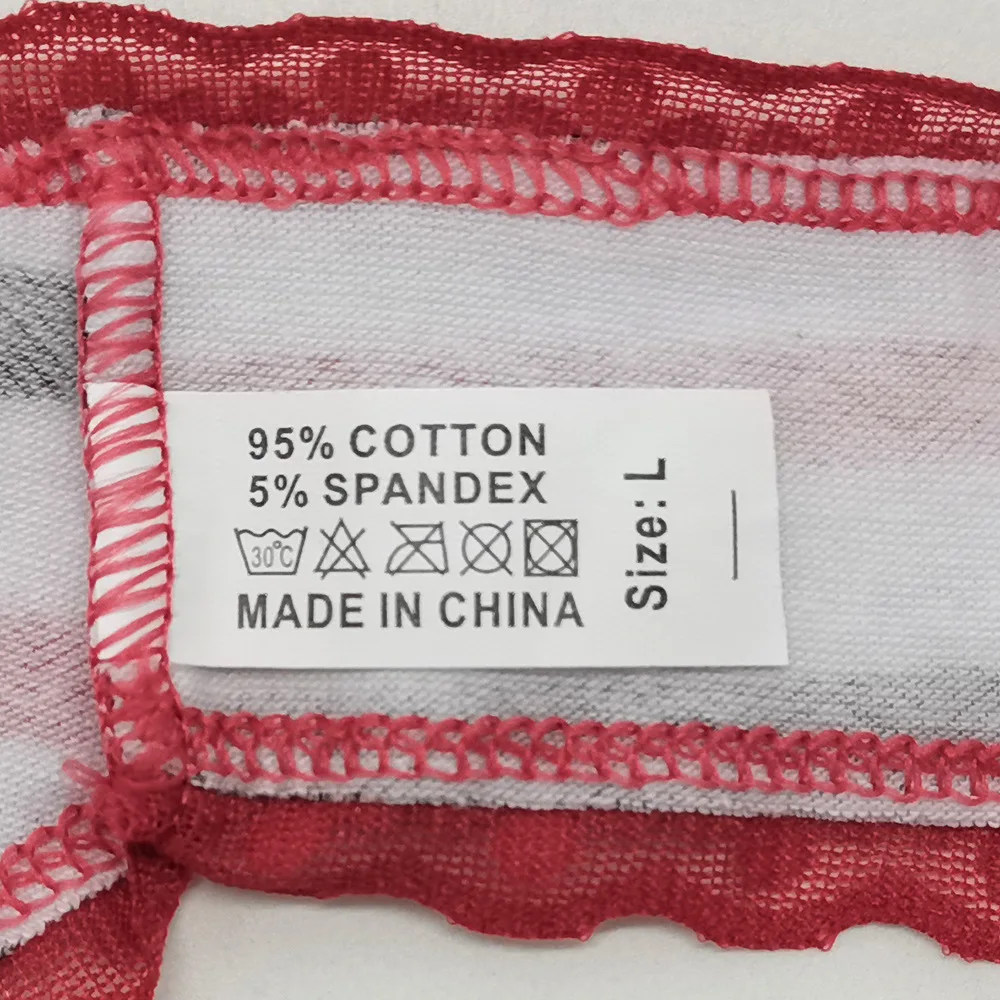 95% COTTON
5% SPANDEX
30°C
MADE IN CHINA
Size: L